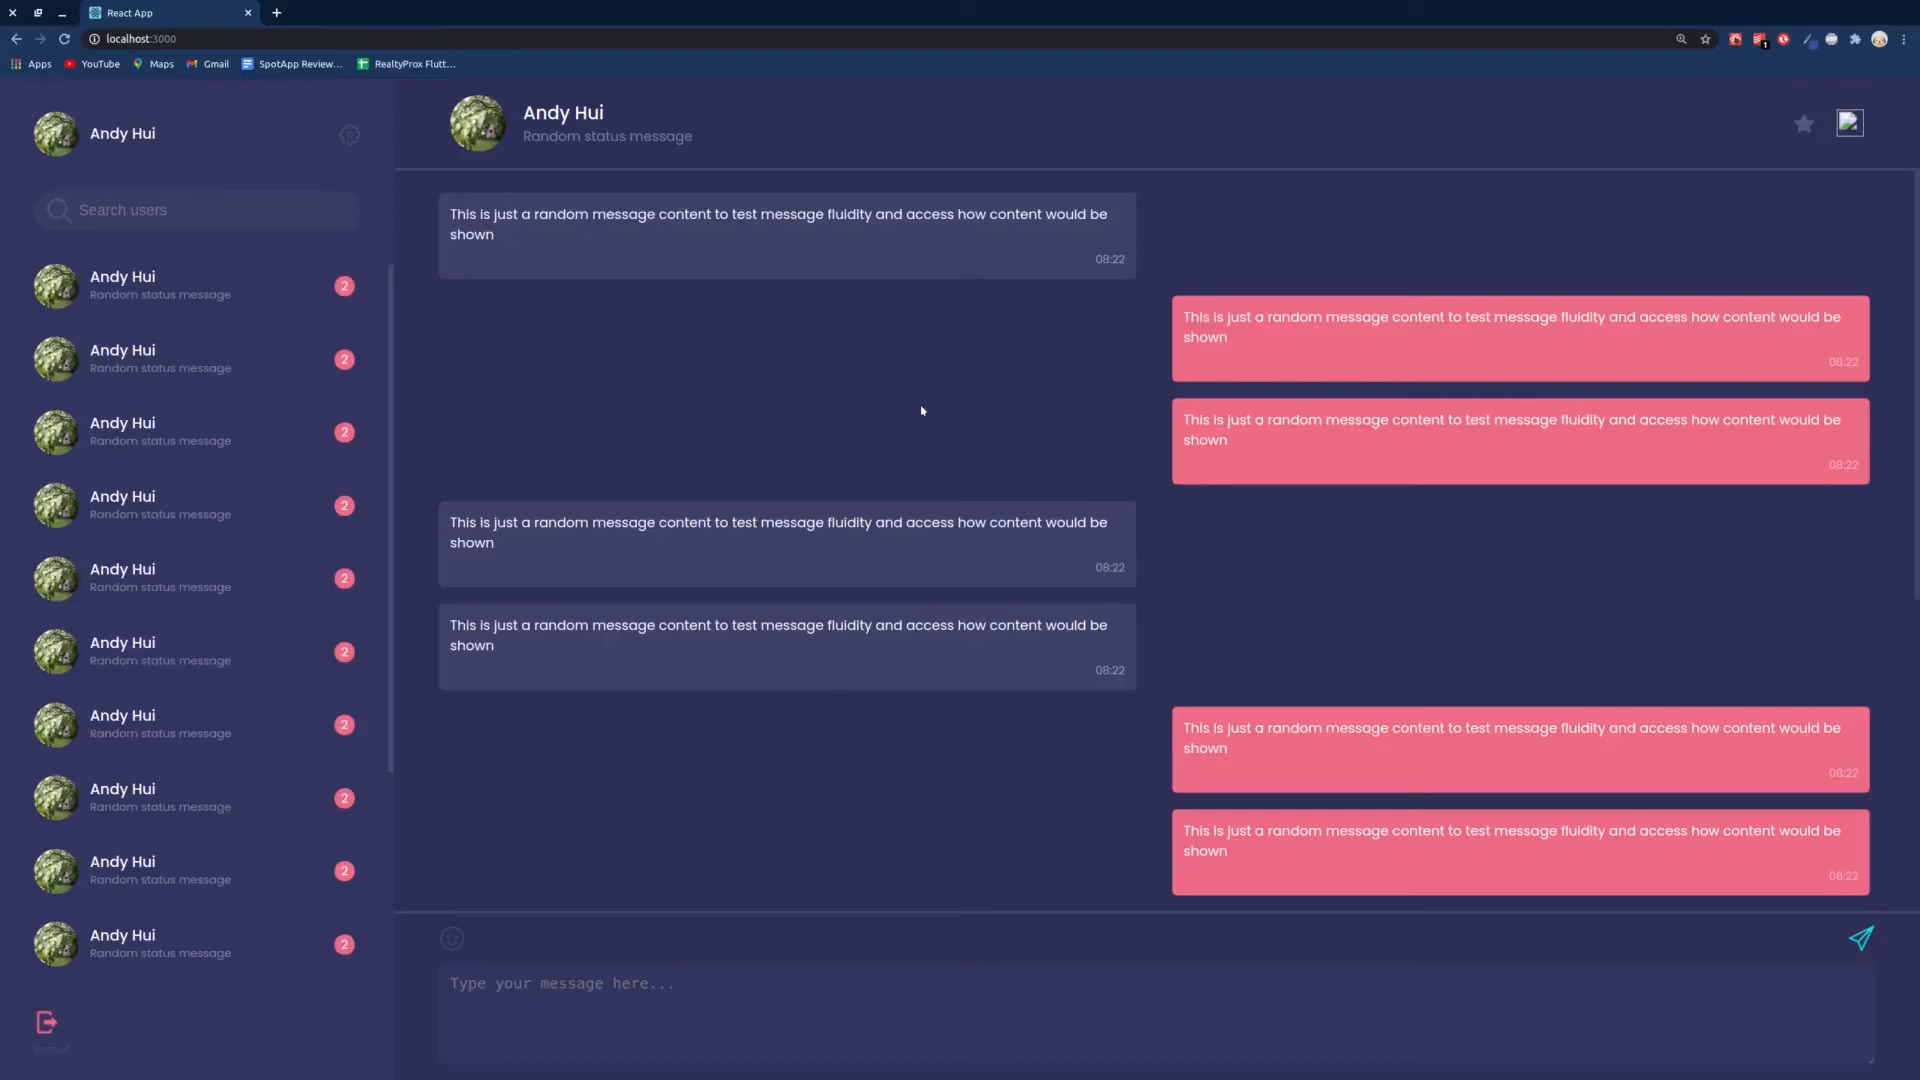 React App
localhost:3000
1
Apps
YouTube
Maps
Gmail
SpotApp Review...
RealtyProx Flutt...
Andy Hui
Search users
Andy Hui
Random status message
2
Andy Hui
Random status message
2
Andy Hui
Random status message
2
Andy Hui
Random status message
2
Andy Hui
Random status message
2
Andy Hui
Random status message
2
Andy Hui
Random status message
2
Andy Hui
Random status message
2
Andy Hui
Random status message
2
Andy Hui
Random status message
2
Andy Hui
Random status message
This is just a random message content to test message fluidity and access how content would be
shown
08:22
This is just a random message content to test message fluidity and access how content would be
shown
08:22
This is just a random message content to test message fluidity and access how content would be
shown
08:22
This is just a random message content to test message fluidity and access how content would be
shown
08:22
This is just a random message content to test message fluidity and access how content would be
shown
08:22
This is just a random message content to test message fluidity and access how content would be
shown
08:22
This is just a random message content to test message fluidity and access how content would be
shown
08:22
Type your message here...